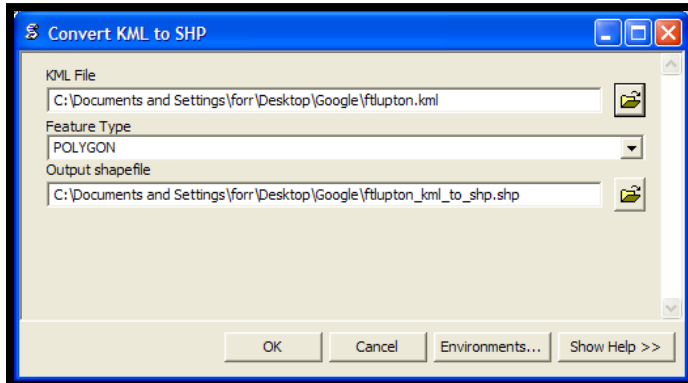 Convert KML to SHP
KML File
C:\Documents and Settings\forr\Desktop\Google\ftlupton.kml
Feature Type
POLYGON
Output shapefile
C:\Documents and Settings\forr\Desktop\Google\ftlupton_kml_to_shp.shp
OK Cancel Environments... Show Help >>